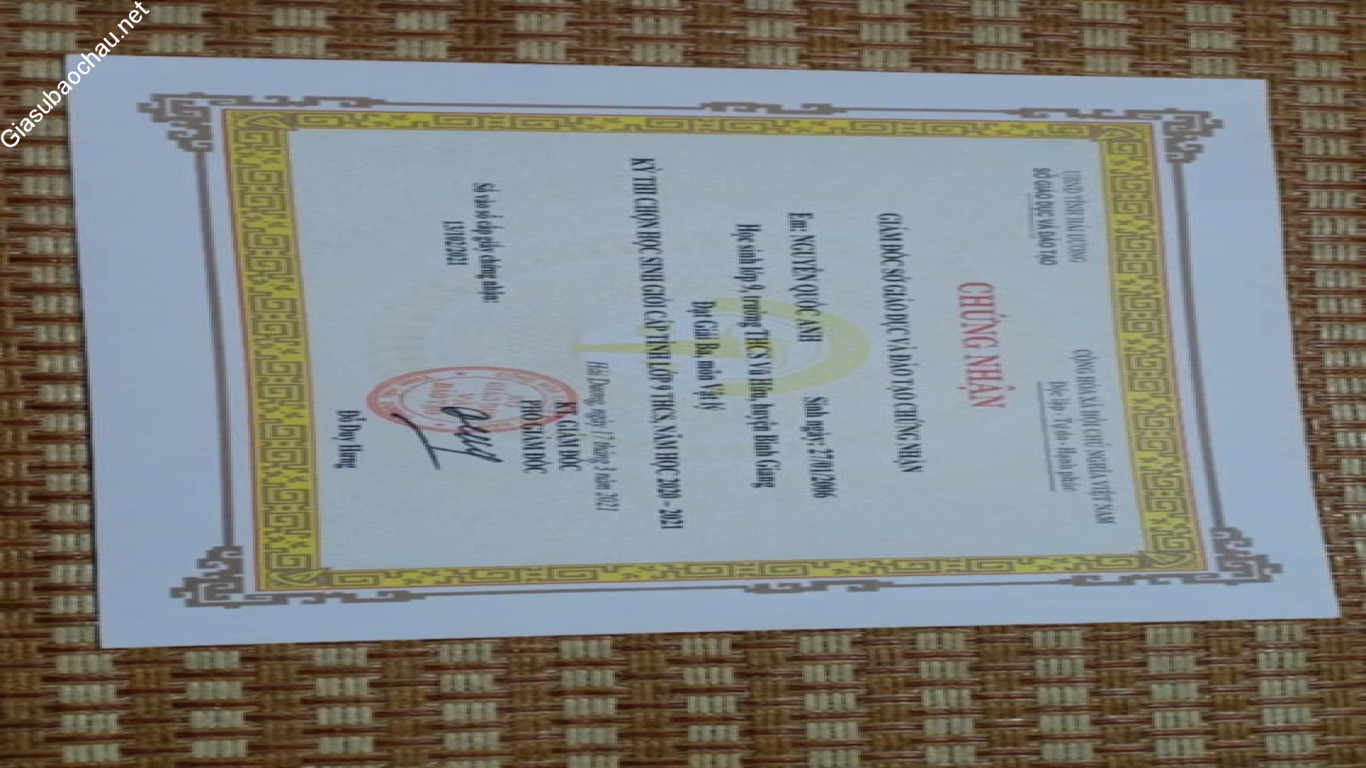 Giasubaochau.net
UBND TỈNH HẢI DƯƠNG
SỞ GIÁO DỤC VÀ ĐÀO TẠO
CỘNG HÒA XÃ HỘI CHỦ NGHĨA VIỆT NAM
Độc lập - Tự do - Hạnh phúc
CHỨNG NHẬN
GIÁM ĐỐC SỞ GIÁO DỤC VÀ ĐÀO TẠO CHỨNG NHẬN
Em: NGUYỄN QUỐC ANH Sinh ngày: 27/01/2006
Học sinh lớp 9, trường THCS Vũ Hữu, huyện Bình Giang
Đạt Giải Ba, môn Vật lý
KỲ THI CHỌN HỌC SINH GIỎI CẤP TỈNH LỚP 9 THCS, NĂM HỌC 2020 - 2021
Hải Dương, ngày 17 tháng 3 năm 2021
Số vào sổ cấp giấy chứng nhận:
KT. GIÁM ĐỐC
PHÓ GIÁM ĐỐC
Đỗ Duy Hưng